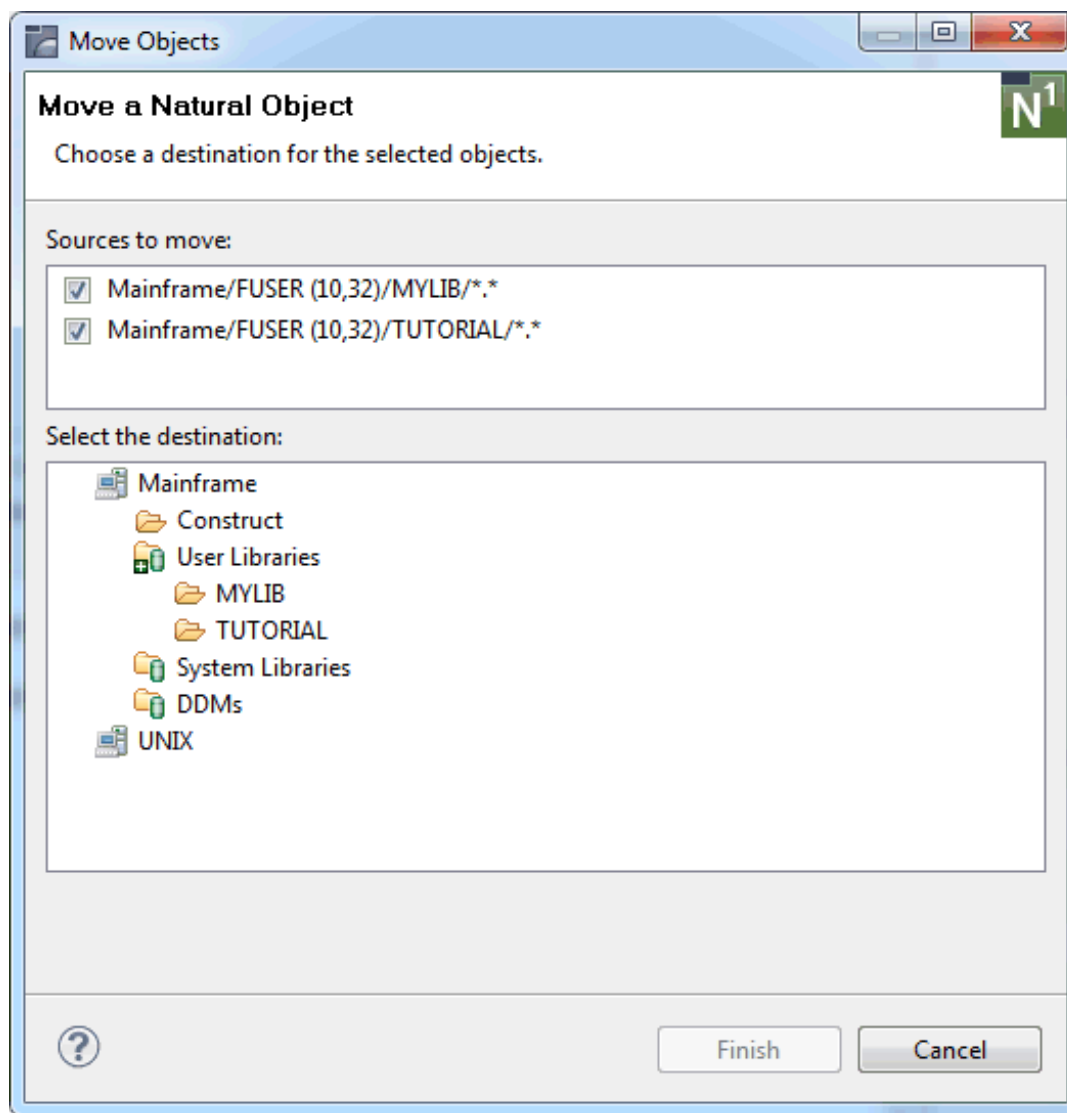 Move Objects
Move a Natural Object
N1
Choose a destination for the selected objects.
Sources to move:
Mainframe/FUSER (10,32)/MYLIB/*.*
Mainframe/FUSER (10,32)/TUTORIAL/*.*
Select the destination:
Mainframe
Construct
User Libraries
MYLIB
TUTORIAL
System Libraries
DDMs
UNIX
?
Finish
Cancel